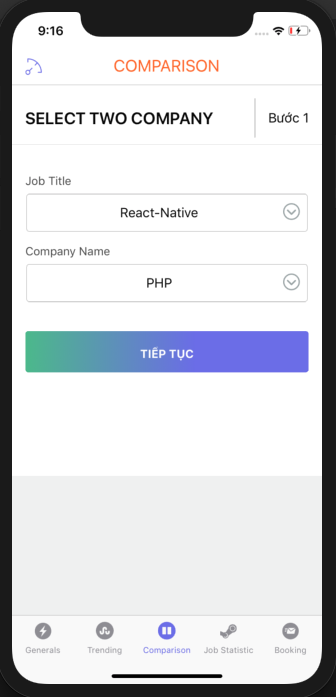 9:16
COMPARISON
SELECT TWO COMPANY
Bước 1
Job Title
React-Native
Company Name
PHP
TIẾP TỤC
Generals
Trending
Comparison
Job Statistic
Booking